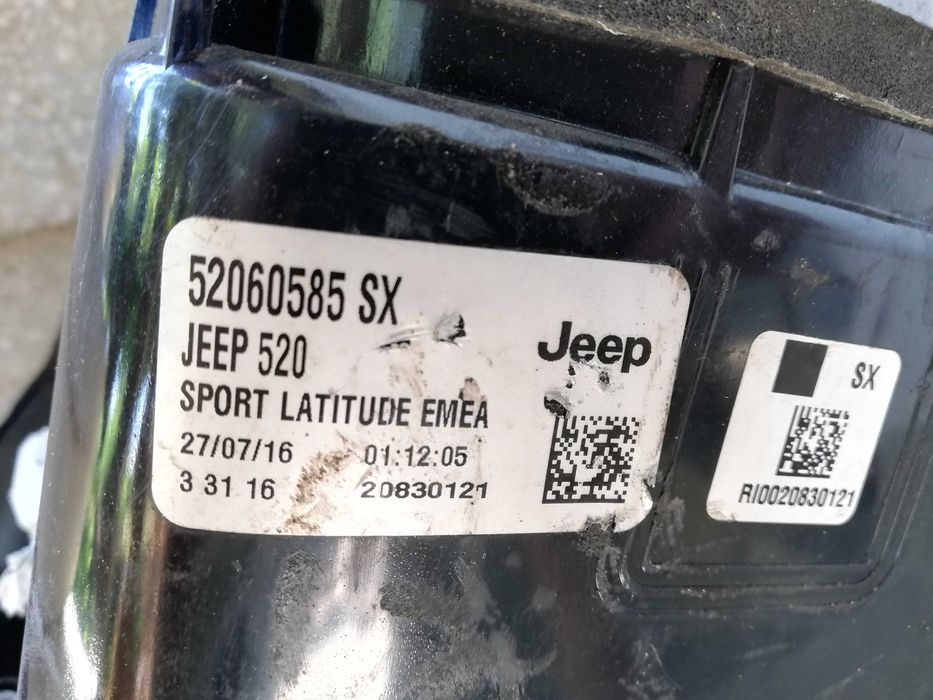 52060585 SX
JEEP 520
SPORT LATITUDE EMEA
27/07/16 01:12:05
3 31 16 20830121
Jeep
SX
RI0020830121